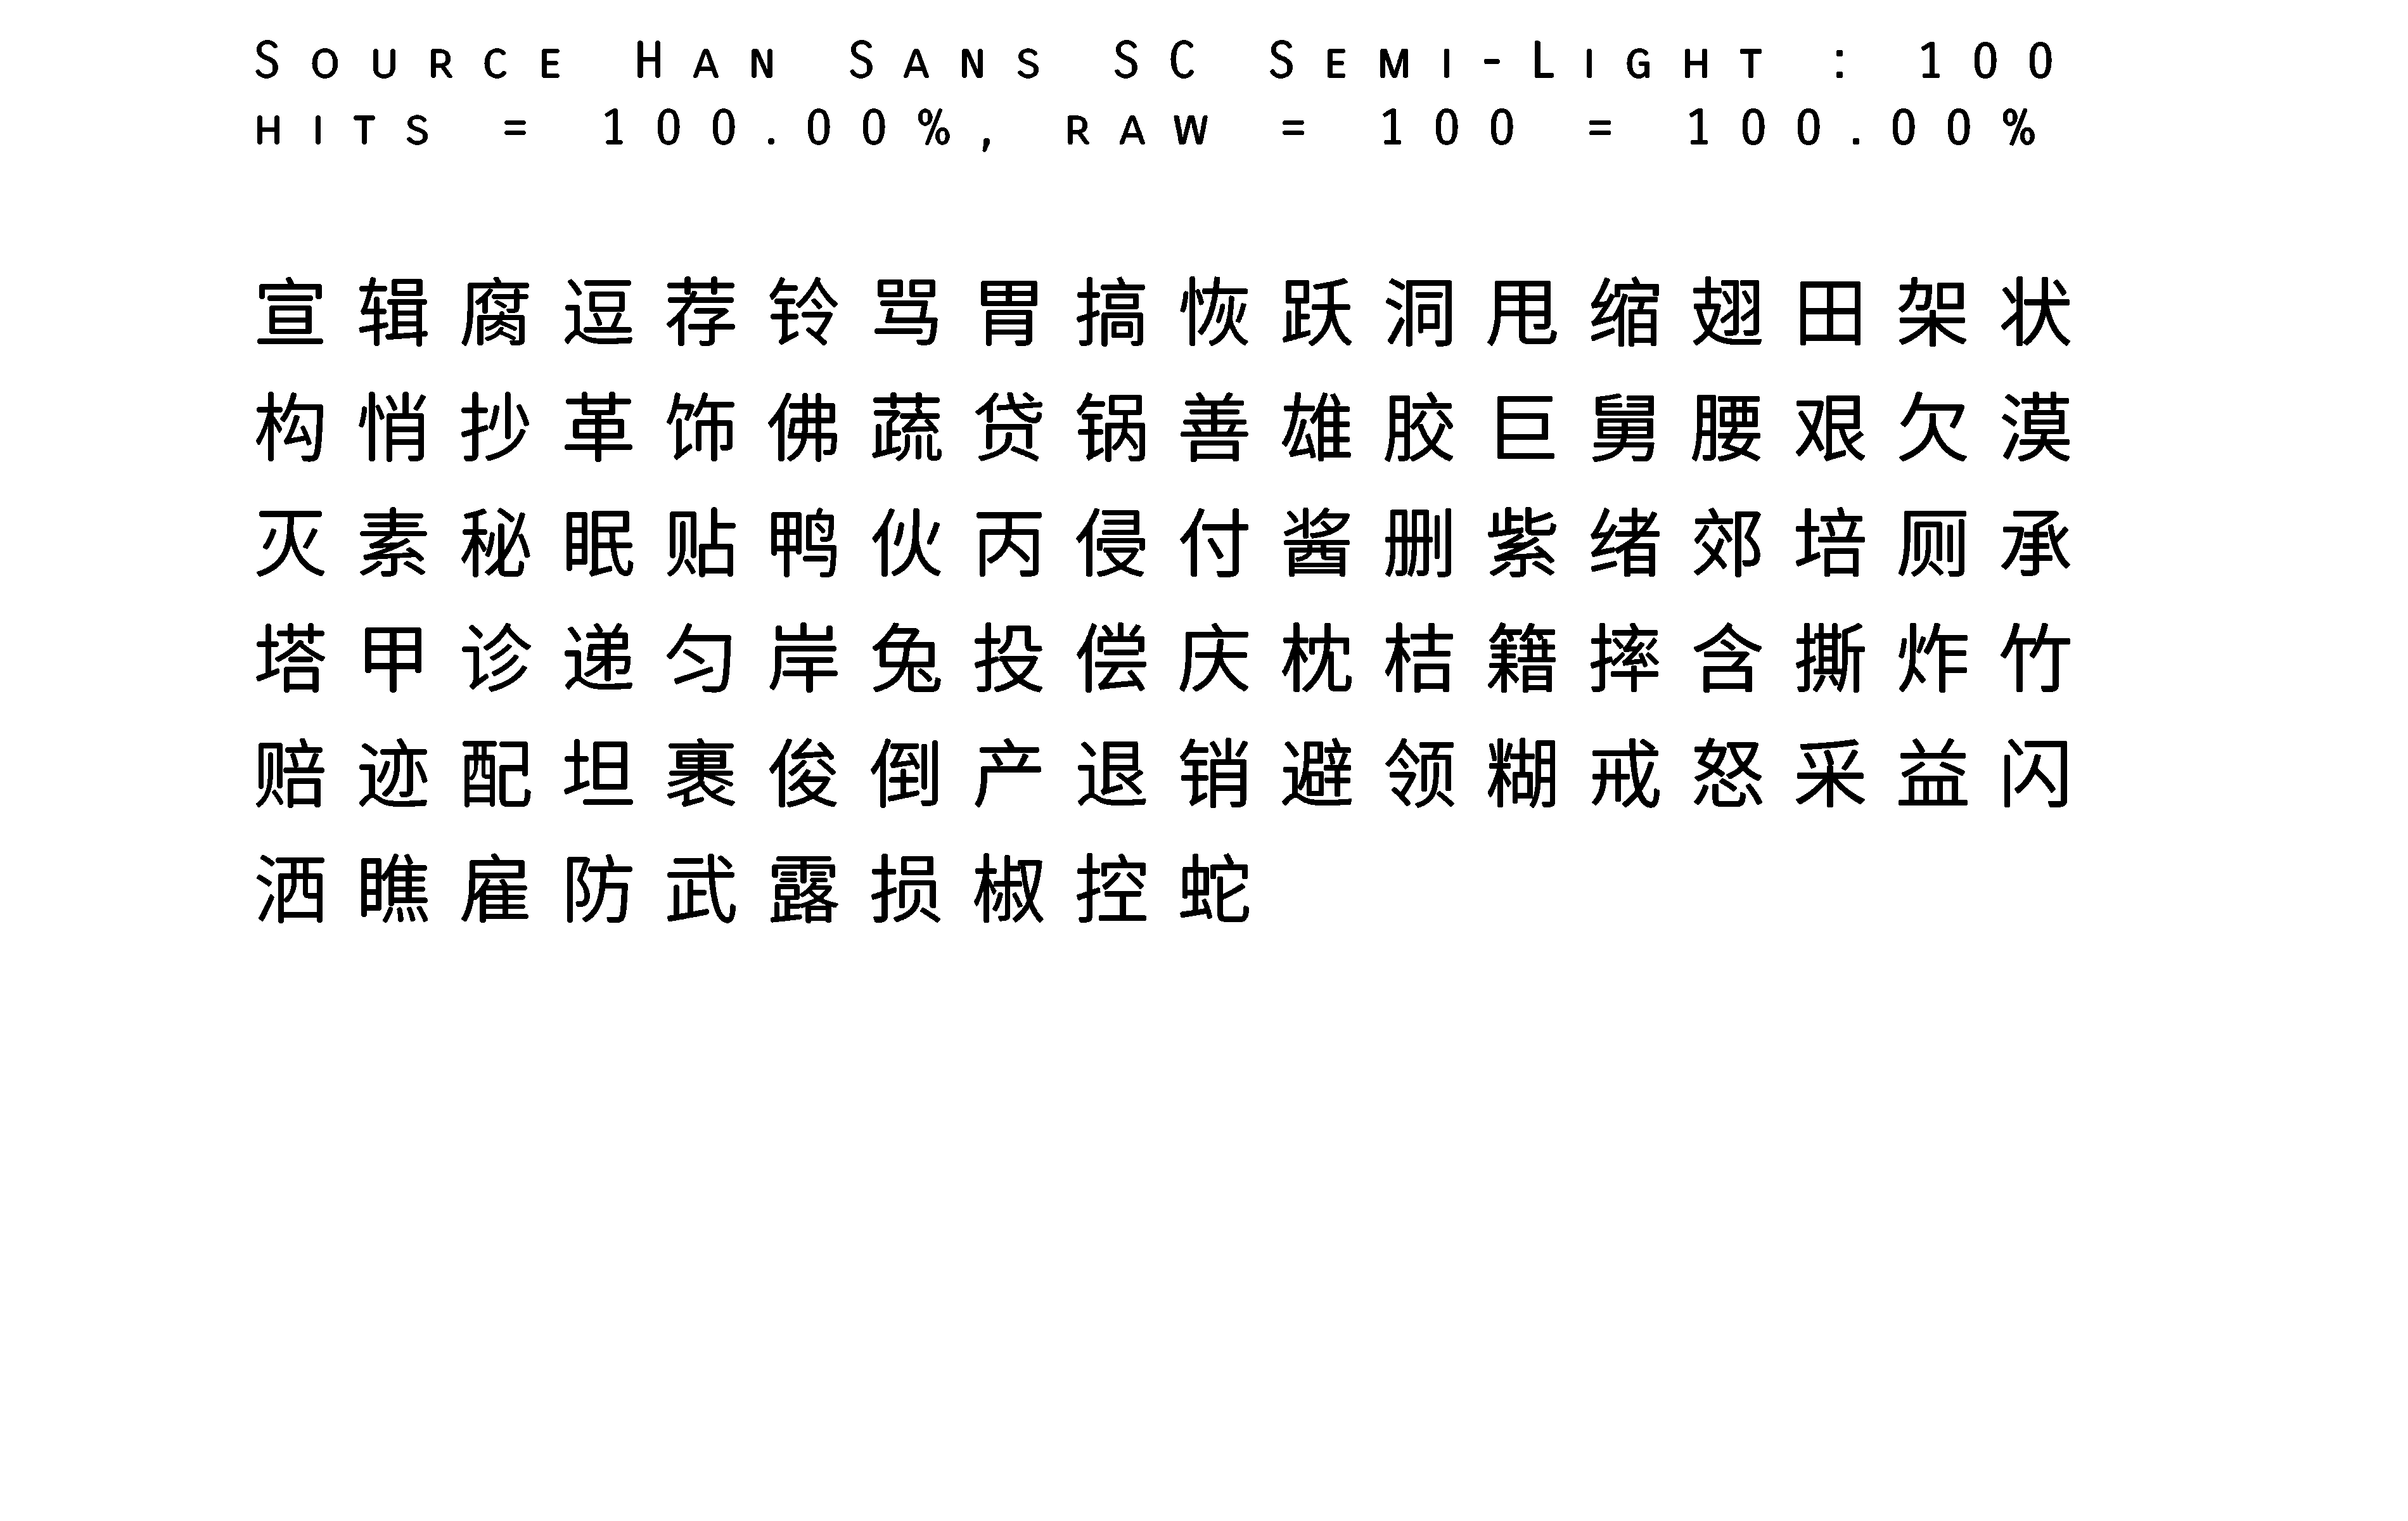 Source Han Sans SC Semi-Light : 100
hits = 100.00%, raw = 100 = 100.00%
宣辑腐逗荐铃骂胃搞恢跃洞甩缩翅田架状
构悄抄革饰佛蔬贷锅善雄胶巨舅腰艰欠漠
灭素秘眠贴鸭伙丙侵付酱删紫绪郊培厕承
塔甲诊递匀岸兔投偿庆枕桔籍摔含撕炸竹
赔迹配坦裹俊倒产退销避领糊戒怒采益闪
洒瞧雇防武露损椒控蛇